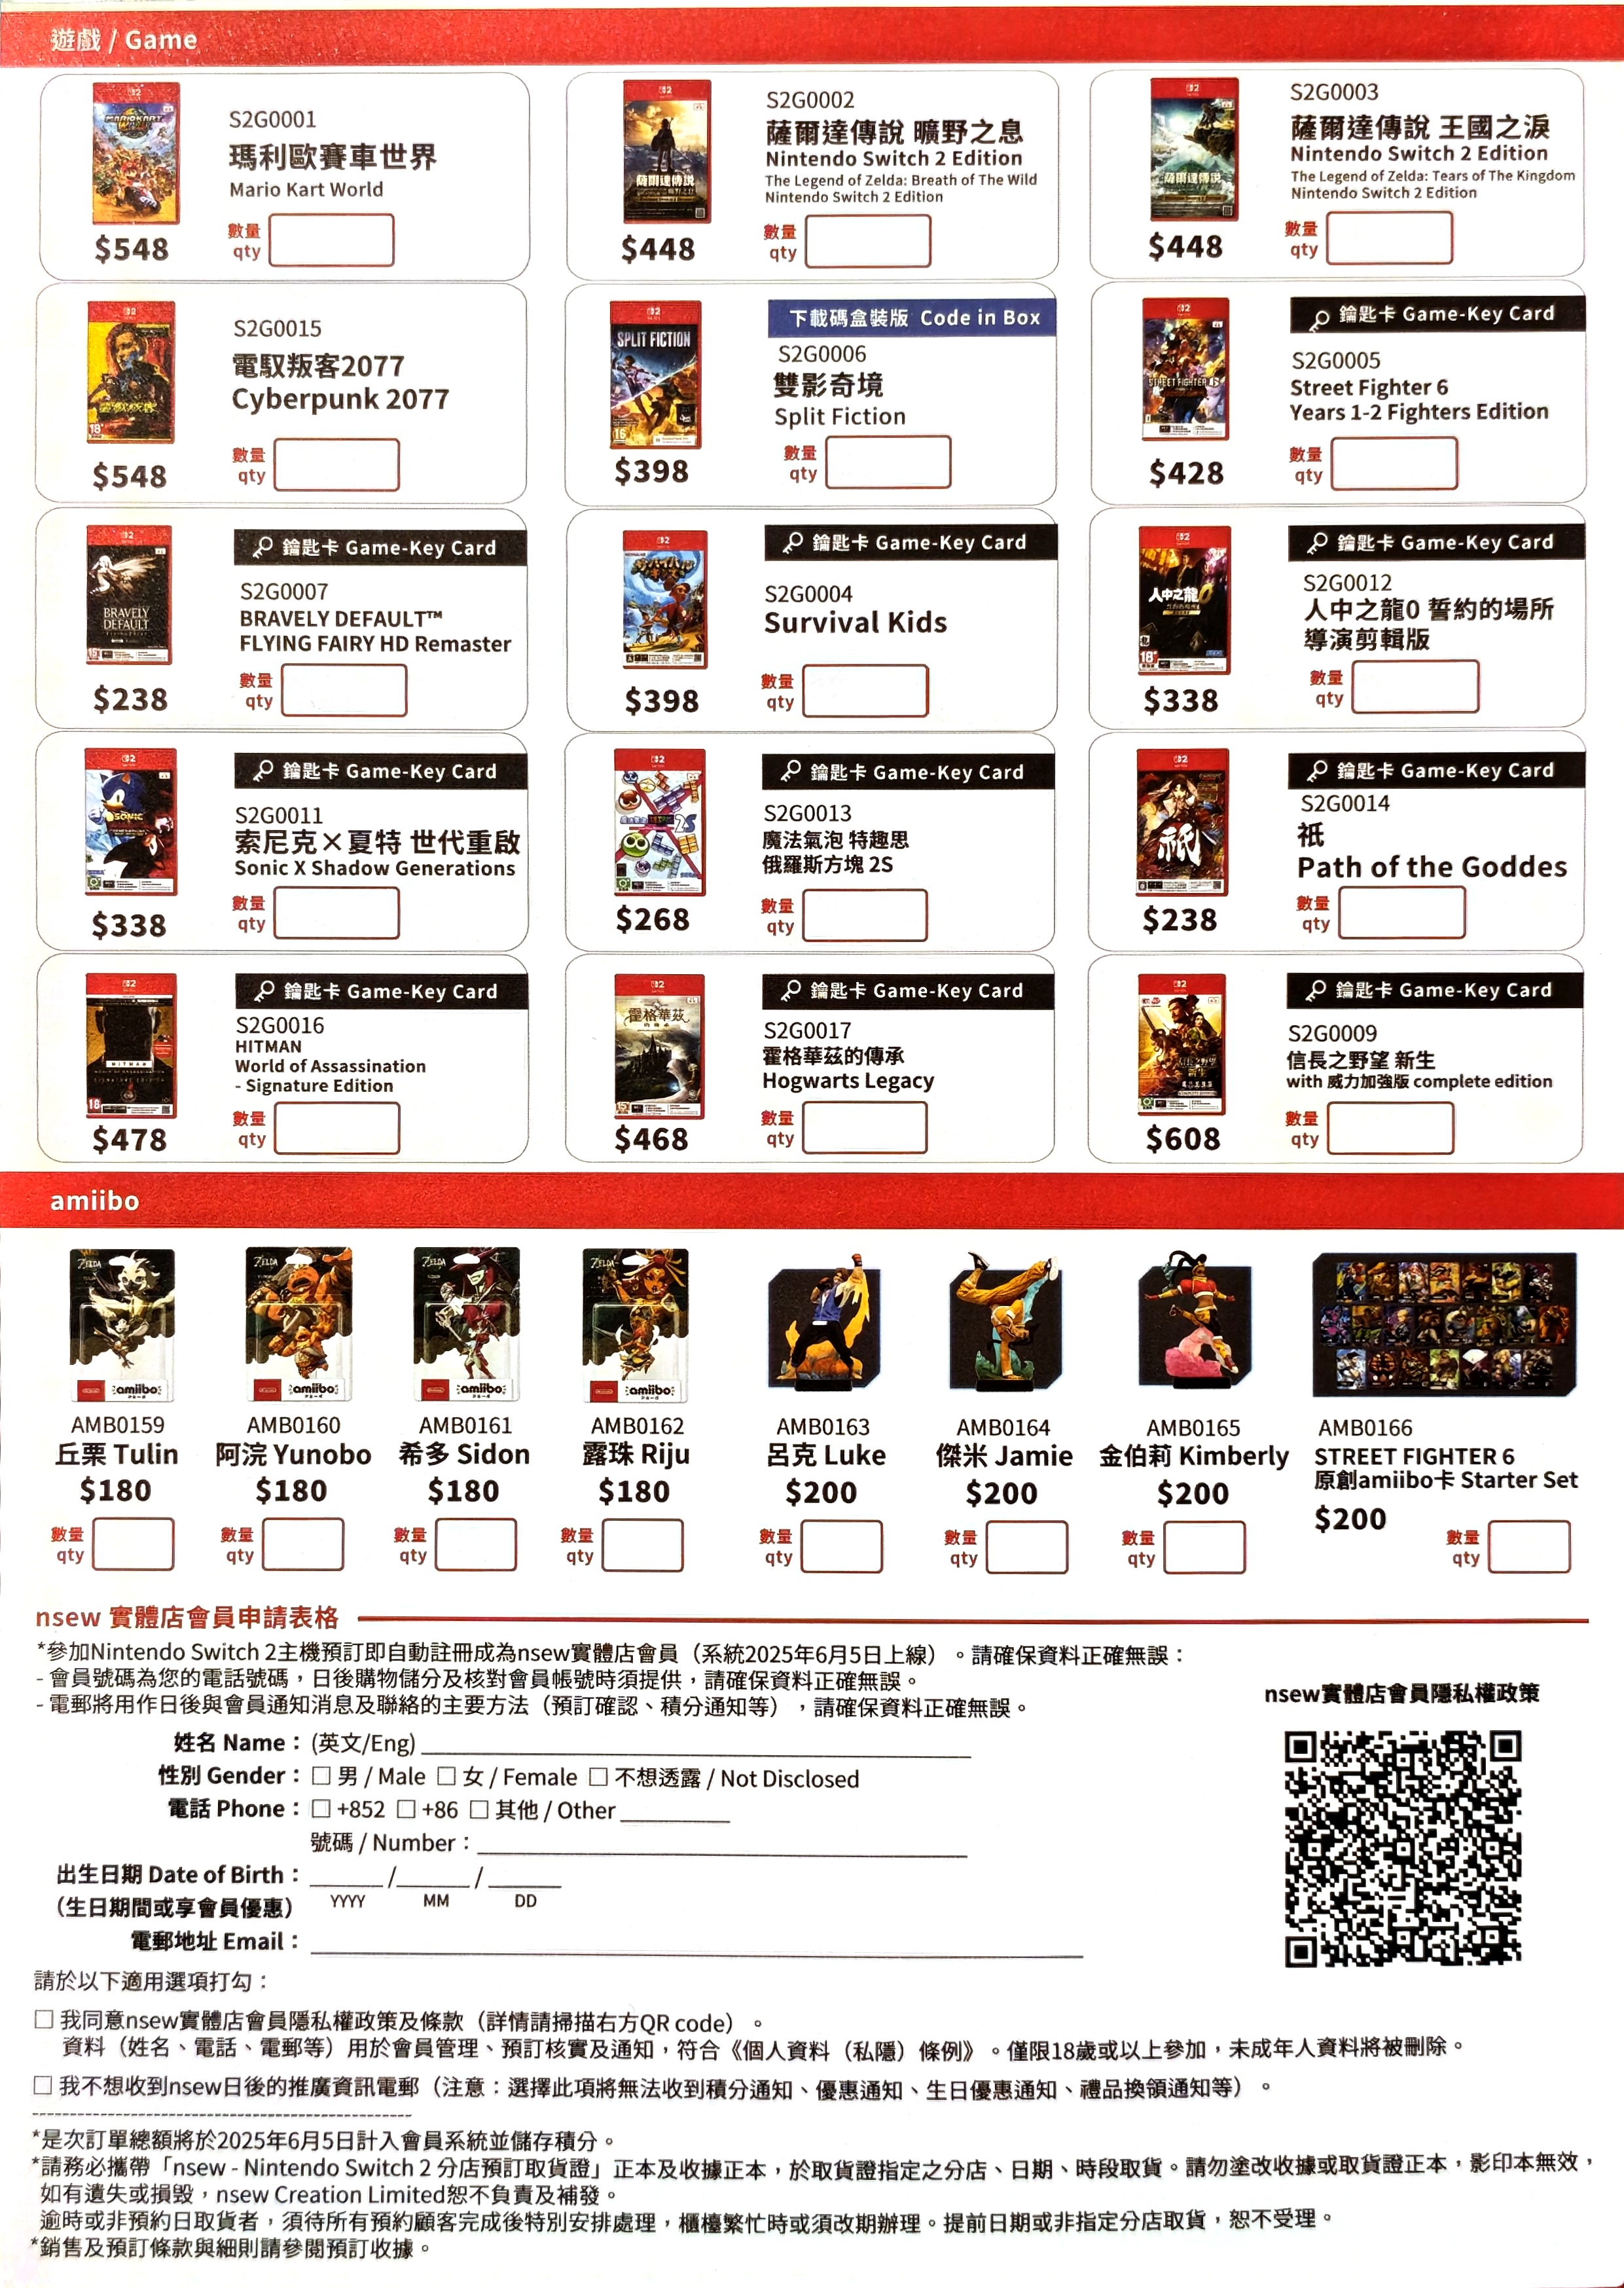 遊戲 / Game
S2G0001
瑪利歐賽車世界
Mario Kart World
數量
qty
$548
S2G0002
薩爾達傳說 曠野之息
Nintendo Switch 2 Edition
The Legend of Zelda: Breath of The Wild
Nintendo Switch 2 Edition
數量
qty
$448
S2G0003
薩爾達傳說 王國之淚
Nintendo Switch 2 Edition
The Legend of Zelda: Tears of The Kingdom
Nintendo Switch 2 Edition
數量
qty
$448
S2G0015
電馭叛客2077
Cyberpunk 2077
數量
qty
$548
SPLIT FICTION
下載碼盒裝版 Code in Box
S2G0006
雙影奇境
Split Fiction
數量
qty
$398
鑰匙卡 Game-Key Card
S2G0005
Street Fighter 6
Years 1-2 Fighters Edition
數量
qty
$428
BRAVELY
DEFAULT
鑰匙卡 Game-Key Card
S2G0007
BRAVELY DEFAULT™
FLYING FAIRY HD Remaster
數量
qty
$238
鑰匙卡 Game-Key Card
S2G0004
Survival Kids
數量
qty
$398
人中之龍0
鑰匙卡 Game-Key Card
S2G0012
人中之龍0 誓約的場所
導演剪輯版
數量
qty
$338
SONIC
鑰匙卡 Game-Key Card
S2G0011
索尼克×夏特 世代重啟
Sonic X Shadow Generations
數量
qty
$338
鑰匙卡 Game-Key Card
S2G0013
魔法氣泡 特趣思
俄羅斯方塊 2S
數量
qty
$268
祇
鑰匙卡 Game-Key Card
S2G0014
祇
Path of the Goddes
數量
qty
$238
HITMAN
鑰匙卡 Game-Key Card
S2G0016
HITMAN
World of Assassination
- Signature Edition
數量
qty
$478
霍格華茲
鑰匙卡 Game-Key Card
S2G0017
霍格華茲的傳承
Hogwarts Legacy
數量
qty
$468
鑰匙卡 Game-Key Card
S2G0009
信長之野望 新生
with 威力加強版 complete edition
數量
qty
$608
amiibo
AMB0159
丘栗 Tulin
$180
數量
qty
AMB0160
阿浣 Yunobo
$180
數量
qty
AMB0161
希多 Sidon
$180
數量
qty
AMB0162
露珠 Riju
$180
數量
qty
AMB0163
呂克 Luke
$200
數量
qty
AMB0164
傑米 Jamie
$200
數量
qty
AMB0165
金伯莉 Kimberly
$200
數量
qty
AMB0166
STREET FIGHTER 6
原創amiibo卡 Starter Set
$200
數量
qty
nsew 實體店會員申請表格
*參加Nintendo Switch 2主機預訂即自動註冊成為nsew實體店會員（系統2025年6月5日上線）。請確保資料正確無誤：
- 會員號碼為您的電話號碼，日後購物儲分及核對會員帳號時須提供，請確保資料正確無誤。
- 電郵將用作日後與會員通知消息及聯絡的主要方法（預訂確認、積分通知等），請確保資料正確無誤。
nsew實體店會員隱私權政策
姓名 Name：(英文/Eng)
性別 Gender：□ 男 / Male □ 女 / Female □ 不想透露 / Not Disclosed
電話 Phone：□ +852 □ +86 □ 其他 / Other
號碼 / Number：
出生日期 Date of Birth： / /
（生日期間或享會員優惠） YYYY MM DD
電郵地址 Email：
請於以下適用選項打勾：
□ 我同意nsew實體店會員隱私權政策及條款（詳情請掃描右方QR code）。
資料（姓名、電話、電郵等）用於會員管理、預訂核實及通知，符合《個人資料（私隱）條例》。僅限18歲或以上參加，未成年人資料將被刪除。
□ 我不想收到nsew日後的推廣資訊電郵（注意：選擇此項將無法收到積分通知、優惠通知、生日優惠通知、禮品換領通知等）。
*是次訂單總額將於2025年6月5日計入會員系統並儲存積分。
*請務必攜帶「nsew - Nintendo Switch 2 分店預訂取貨證」正本及收據正本，於取貨證指定之分店、日期、時段取貨。請勿塗改收據或取貨證正本，影印本無效，
如有遺失或損毀，nsew Creation Limited恕不負責及補發。
逾時或非預約日取貨者，須待所有預約顧客完成後特別安排處理，櫃檯繁忙時或須改期辦理。提前日期或非指定分店取貨，恕不受理。
*銷售及預訂條款與細則請參閱預訂收據。